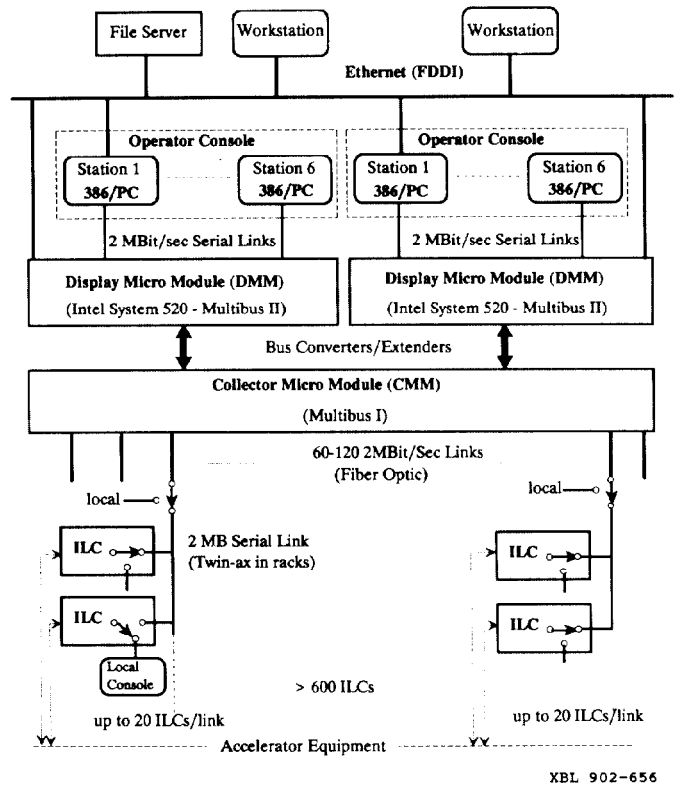 File Server
Workstation
Workstation
Ethernet (FDDI)
Operator Console
Operator Console
Station 1
386/PC
Station 6
386/PC
Station 1
386/PC
Station 6
386/PC
2 MBit/sec Serial Links
2 MBit/sec Serial Links
Display Micro Module (DMM)
(Intel System 520 - Multibus II)
Display Micro Module (DMM)
(Intel System 520 - Multibus II)
Bus Converters/Extenders
Collector Micro Module (CMM)
(Multibus I)
60-120 2MBit/Sec Links
(Fiber Optic)
local
local
ILC
2 MB Serial Link
(Twin-ax in racks)
ILC
ILC
ILC
Local
Console
> 600 ILCs
up to 20 ILCs/link
up to 20 ILCs/link
Accelerator Equipment
XBL 902-656